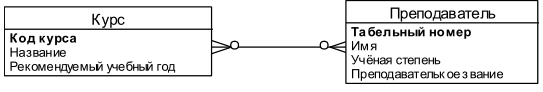 Курс
Код курса
Название
Рекомендуемый учебный год
Преподаватель
Табельный номер
Имя
Учёная степень
Преподавательское звание